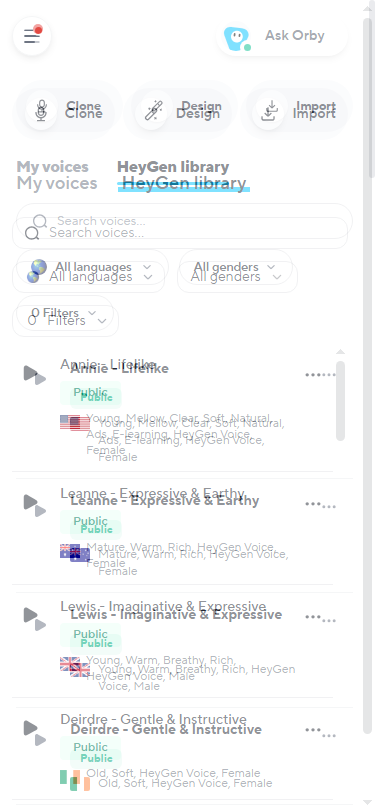 Ask Orby
Clone Design Import
My voices HeyGen library
Search voices...
All languages All genders
0 Filters
Annie - Lifelike
Public
Young, Mellow, Clear, Soft, Natural,
Ads, E-learning, HeyGen Voice,
Female
Leanne - Expressive & Earthy
Public
Mature, Warm, Rich, HeyGen Voice,
Female
Lewis - Imaginative & Expressive
Public
Young, Warm, Breathy, Rich, HeyGen
Voice, Male
Deirdre - Gentle & Instructive
Public
Old, Soft, HeyGen Voice, Female